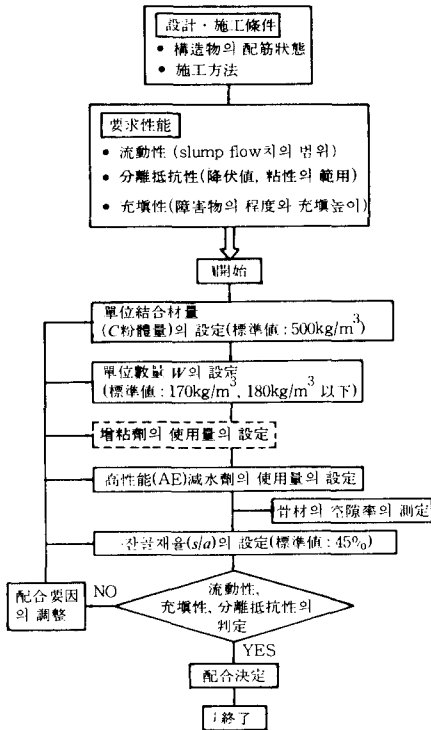 設計・施工條件
• 構造物의 配筋狀態
• 施工方法
要求性能
• 流動性 (slump flow치의 범위)
• 分離抵抗性(降伏値, 粘性의 範用)
• 充塡性(障害物의 程度와 充塡높이)
開始
單位結合材量
(C粉體量)의 設定(標準値 : 500kg/m³)
單位數量 W의 設定
(標準値 : 170kg/m³, 180kg/m³ 以下)
增粘劑의 使用量의 設定
高性能(AE)減水劑의 使用量의 設定
骨材의 空隙率의 測定
잔골재율(s/a)의 設定(標準値 : 45%)
配合要因
의 調整
NO
流動性,
充塡性, 分離抵抗性의
判定
YES
配合決定
終了